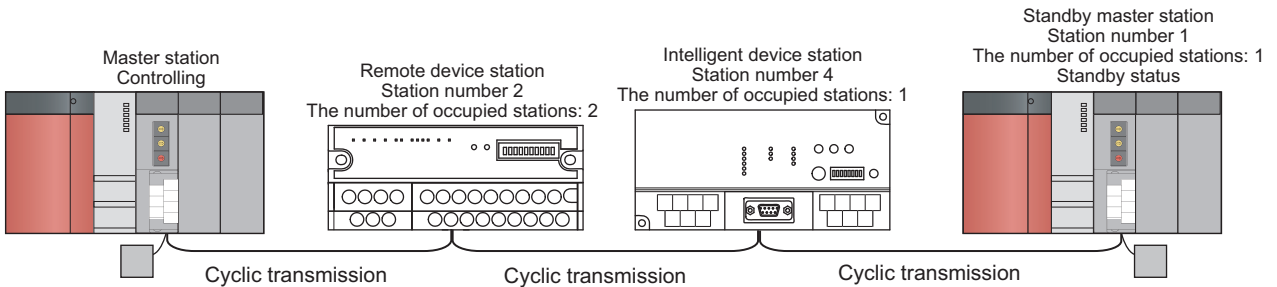 Master station
Controlling
Remote device station
Station number 2
The number of occupied stations: 2
Intelligent device station
Station number 4
The number of occupied stations: 1
Standby master station
Station number 1
The number of occupied stations: 1
Standby status
Cyclic transmission
Cyclic transmission
Cyclic transmission